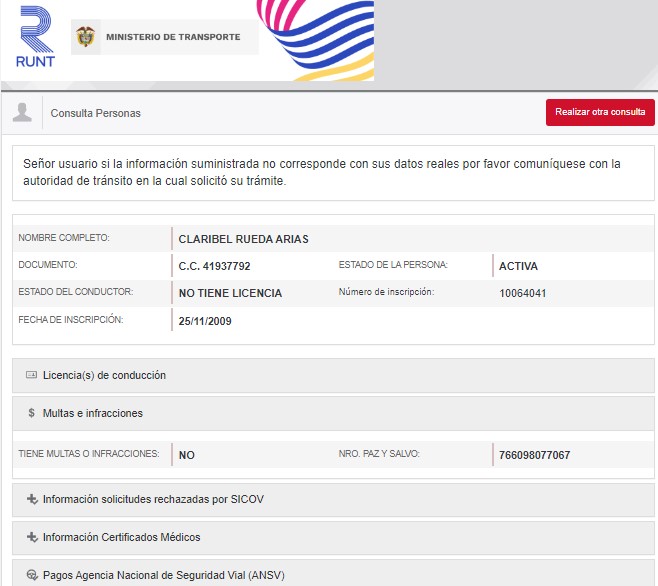 RUNT
MINISTERIO DE TRANSPORTE
Consulta Personas
Realizar otra consulta
Señor usuario si la información suministrada no corresponde con sus datos reales por favor comuníquese con la
autoridad de tránsito en la cual solicitó su trámite.
NOMBRE COMPLETO: CLARIBEL RUEDA ARIAS
DOCUMENTO: C.C. 41937792 ESTADO DE LA PERSONA: ACTIVA
ESTADO DEL CONDUCTOR: NO TIENE LICENCIA Número de inscripción: 10064041
FECHA DE INSCRIPCIÓN: 25/11/2009
Licencia(s) de conducción
$ Multas e infracciones
TIENE MULTAS O INFRACCIONES: NO NRO. PAZ Y SALVO: 766098077067
Información solicitudes rechazadas por SICOV
Información Certificados Médicos
Pagos Agencia Nacional de Seguridad Vial (ANSV)